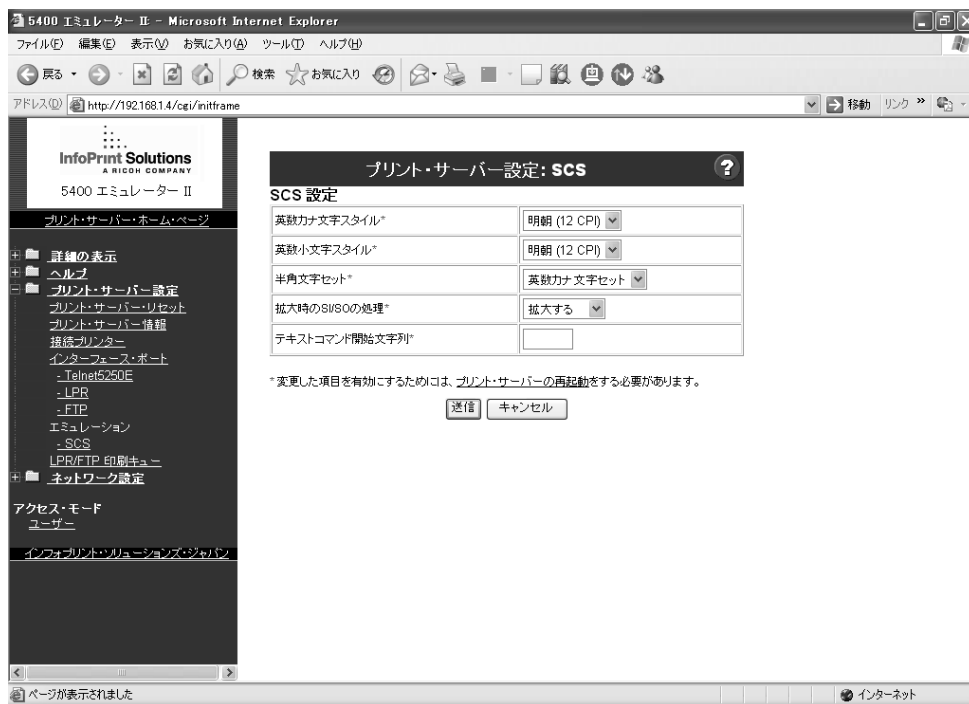 5400 エミュレーター II - Microsoft Internet Explorer
ファイル(F) 編集(E) 表示(V) お気に入り(A) ツール(T) ヘルプ(H)
戻る 検索 お気に入り
アドレス(D) http://192.168.1.4/cgi/initframe 移動 リンク »
InfoPrint Solutions
A RICOH COMPANY
5400 エミュレーター II
プリント・サーバー・ホーム・ページ
詳細の表示
ヘルプ
プリント・サーバー設定
プリント・サーバー・リセット
プリント・サーバー情報
接続プリンター
インターフェース・ポート
- Telnet5250E
- LPR
- FTP
エミュレーション
- SCS
LPR/FTP 印刷キュー
ネットワーク設定
アクセス・モード
ユーザー
インフォプリント・ソリューションズ・ジャパン
プリント・サーバー設定: SCS ?
SCS 設定
英数カナ文字スタイル* 明朝 (12 CPI)
英数小文字スタイル* 明朝 (12 CPI)
半角文字セット* 英数カナ文字セット
拡大時のSI/SOの処理* 拡大する
テキストコマンド開始文字列*
*変更した項目を有効にするためには、プリント・サーバーの再起動をする必要があります。
送信 キャンセル
ページが表示されました インターネット